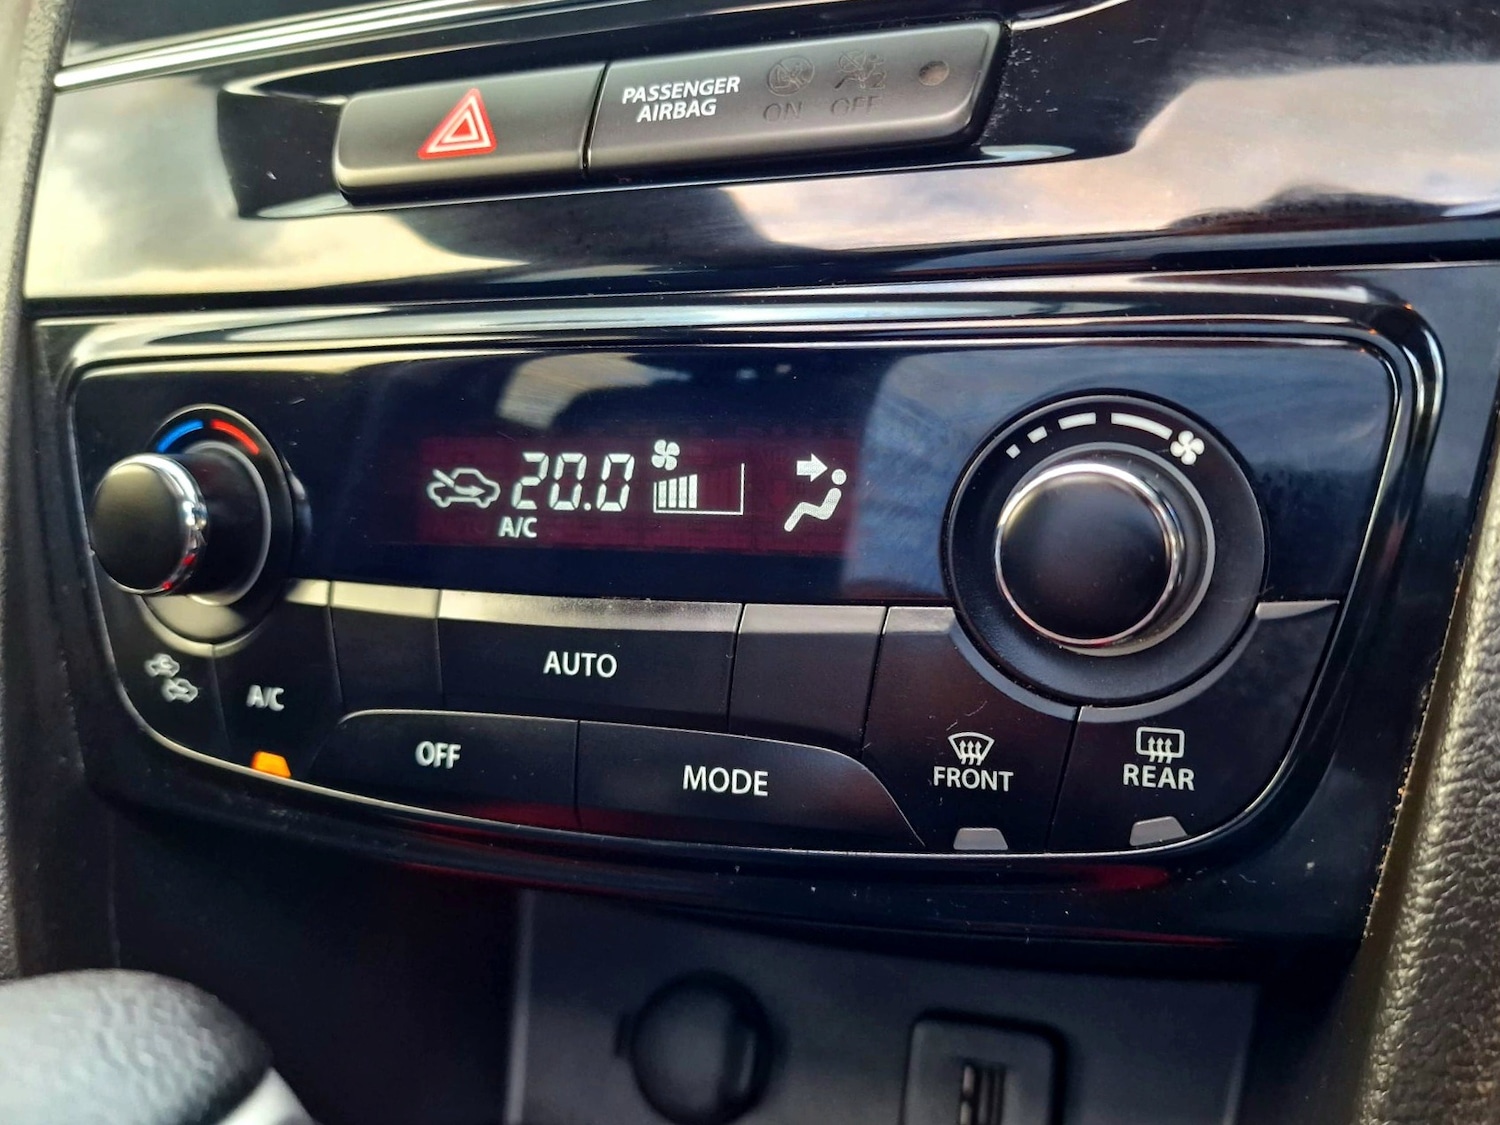 PASSENGER
AIRBAG
ON OFF
20.0
A/C
AUTO
A/C
OFF
MODE
FRONT
REAR